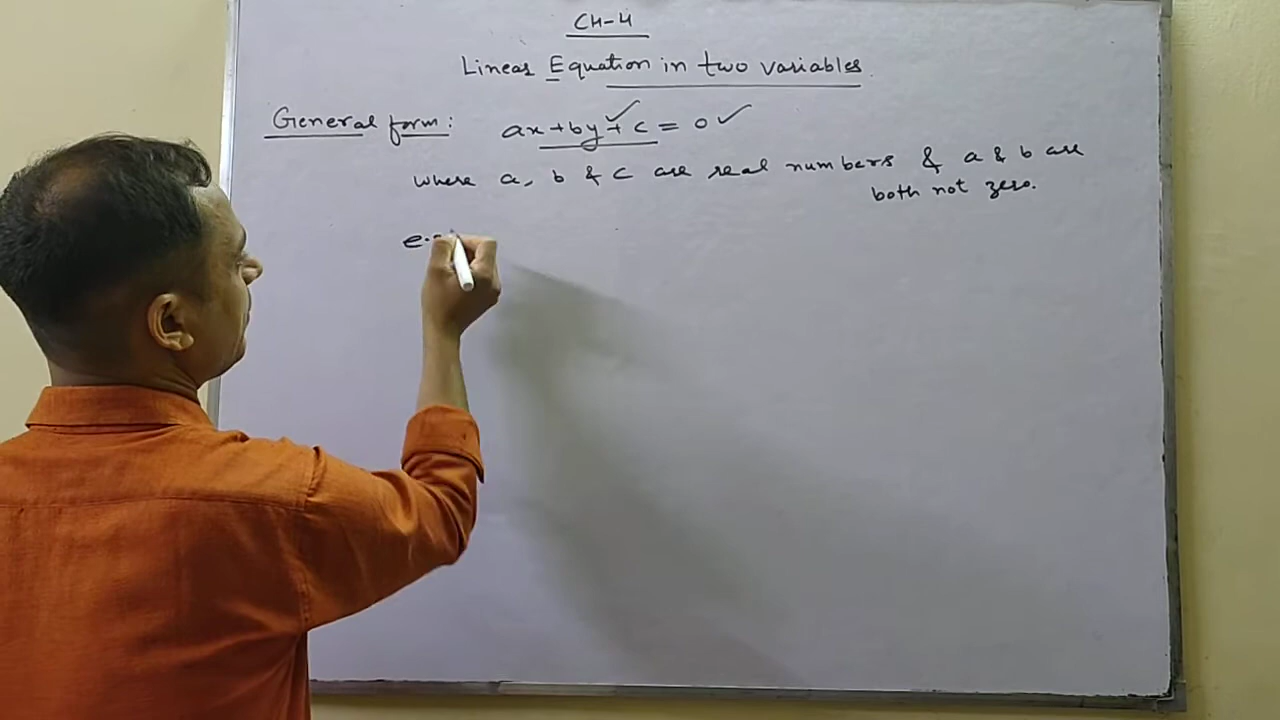 CH-4
Linear Equation in two variables.
General form: ax+by+c=0
where a, b & c are real numbers & a & b are
both not zero.
e.g